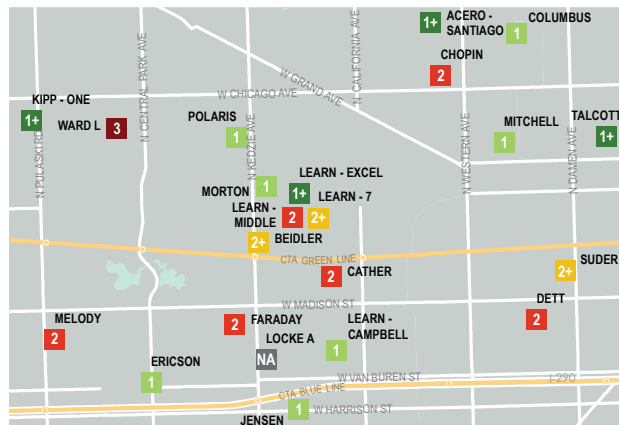 1+
ACERO -
SANTIAGO
COLUMBUS
1
CHOPIN
2
W GRAND AVE
N CALIFORNIA AVE
W CHICAGO AVE
KIPP - ONE
1+
WARD L
3
N CENTRAL PARK AVE
N PULASKI RD
POLARIS
1
N KEDZIE AVE
N WESTERN AVE
MITCHELL
1
TALCOTT
1+
N DAMEN AVE
LEARN - EXCEL
MORTON
1
1+
LEARN - 7
LEARN -
MIDDLE
2
2+
2+
BEIDLER
CTA GREEN LINE
2
CATHER
SUDER
2+
W MADISON ST
MELODY
2
2
FARADAY
LOCKE A
NA
LEARN -
CAMPBELL
1
DETT
2
ERICSON
1
W VAN BUREN ST
I-290
CTA BLUE LINE
1
W HARRISON ST
JENSEN